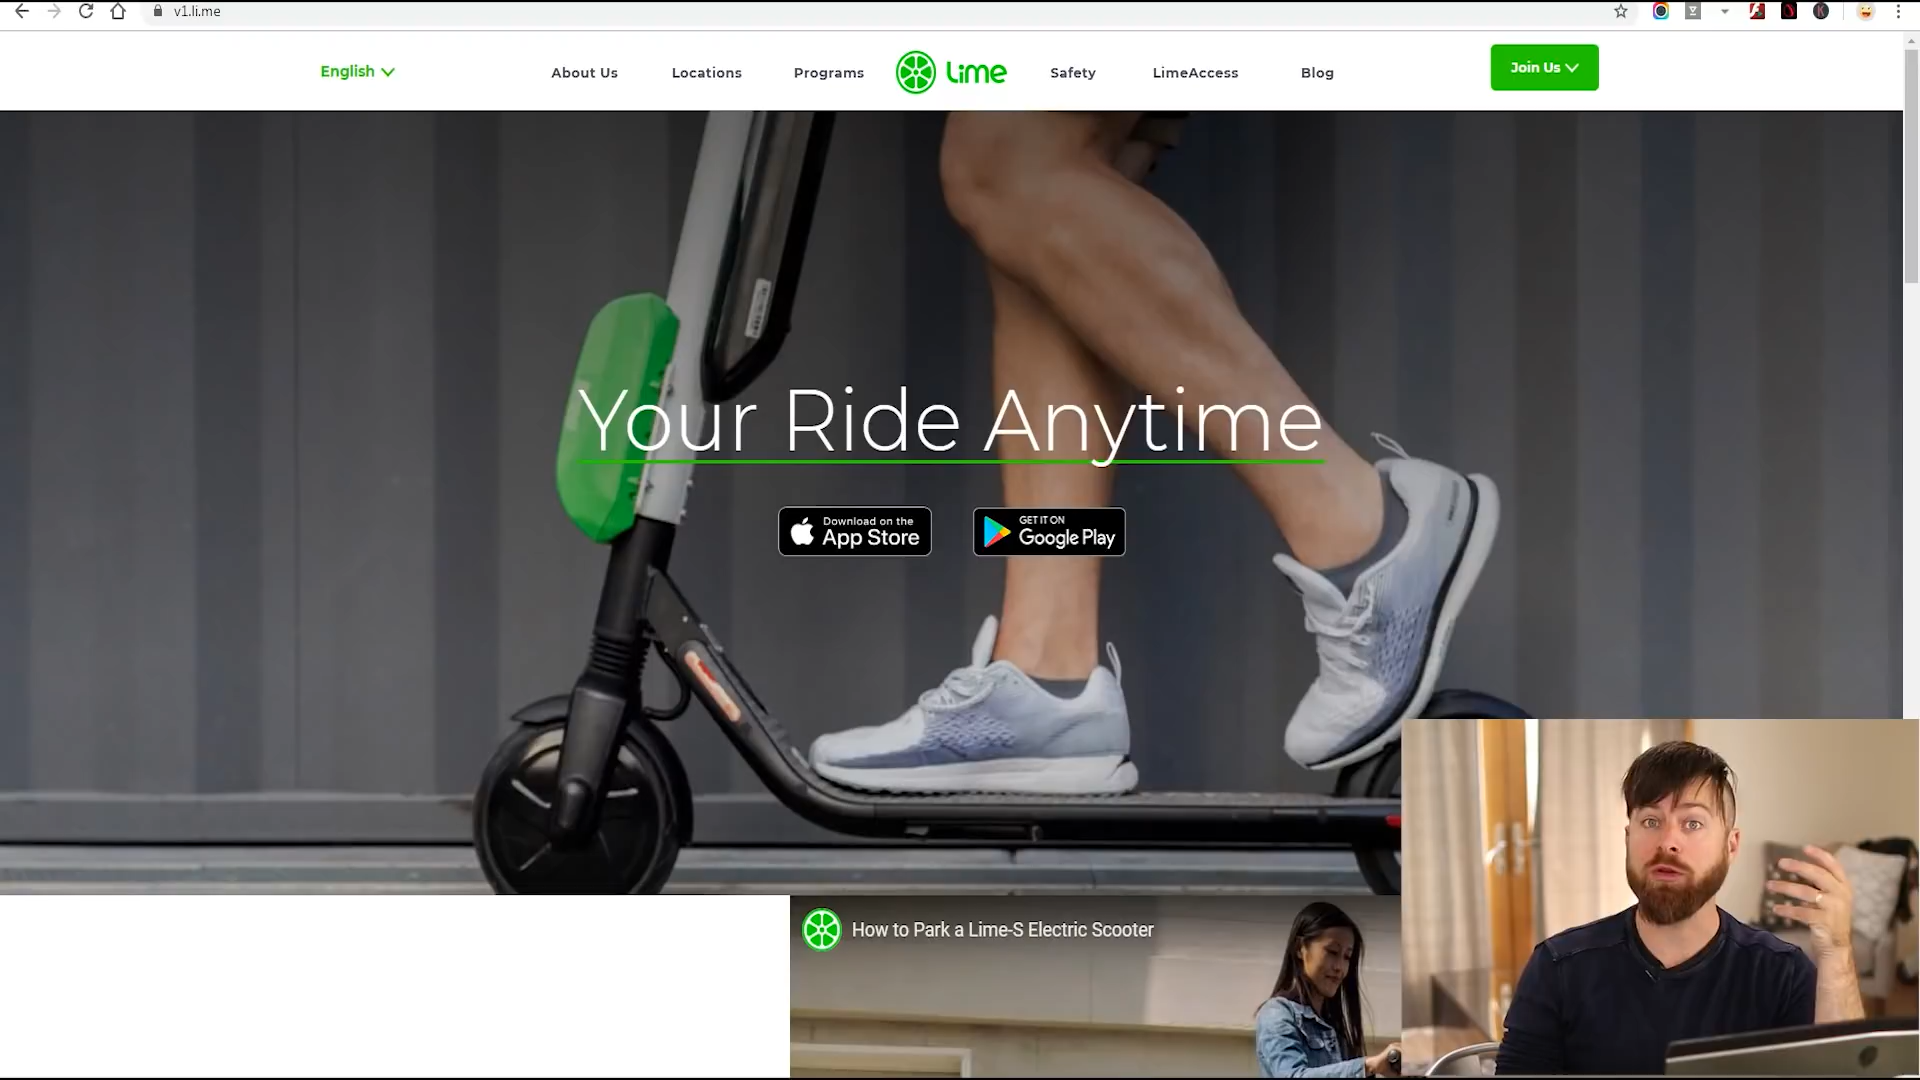 v1.li.me
English
About Us
Locations
Programs
Lime
Safety
LimeAccess
Blog
Join Us
Your Ride Anytime
Download on the
App Store
GET IT ON
Google Play
How to Park a Lime-S Electric Scooter